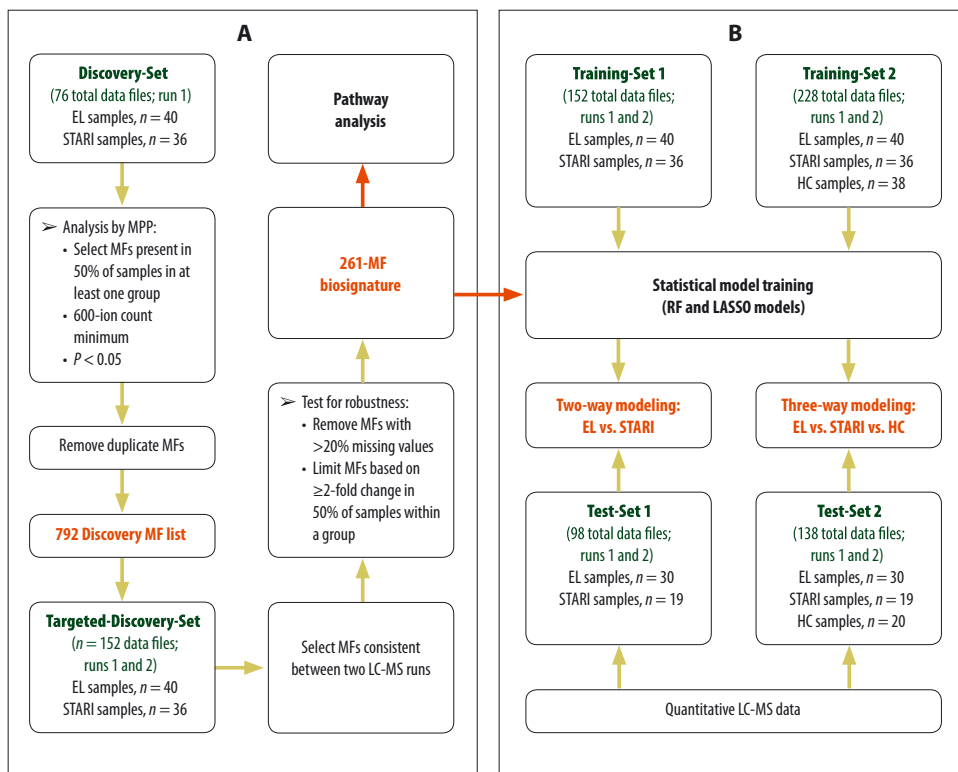 A
Discovery-Set
(76 total data files; run 1)
EL samples, n = 40
STARI samples, n = 36
➢ Analysis by MPP:
• Select MFs present in
50% of samples in at
least one group
• 600-ion count
minimum
• P < 0.05
Remove duplicate MFs
792 Discovery MF list
Targeted-Discovery-Set
(n = 152 data files;
runs 1 and 2)
EL samples, n = 40
STARI samples, n = 36
Pathway
analysis
261-MF
biosignature
➢ Test for robustness:
• Remove MFs with
>20% missing values
• Limit MFs based on
≥2-fold change in
50% of samples within
a group
Select MFs consistent
between two LC-MS runs
B
Training-Set 1
(152 total data files;
runs 1 and 2)
EL samples, n = 40
STARI samples, n = 36
Training-Set 2
(228 total data files;
runs 1 and 2)
EL samples, n = 40
STARI samples, n = 36
HC samples, n = 38
Statistical model training
(RF and LASSO models)
Two-way modeling:
EL vs. STARI
Three-way modeling:
EL vs. STARI vs. HC
Test-Set 1
(98 total data files;
runs 1 and 2)
EL samples, n = 30
STARI samples, n = 19
Test-Set 2
(138 total data files;
runs 1 and 2)
EL samples, n = 30
STARI samples, n = 19
HC samples, n = 20
Quantitative LC-MS data